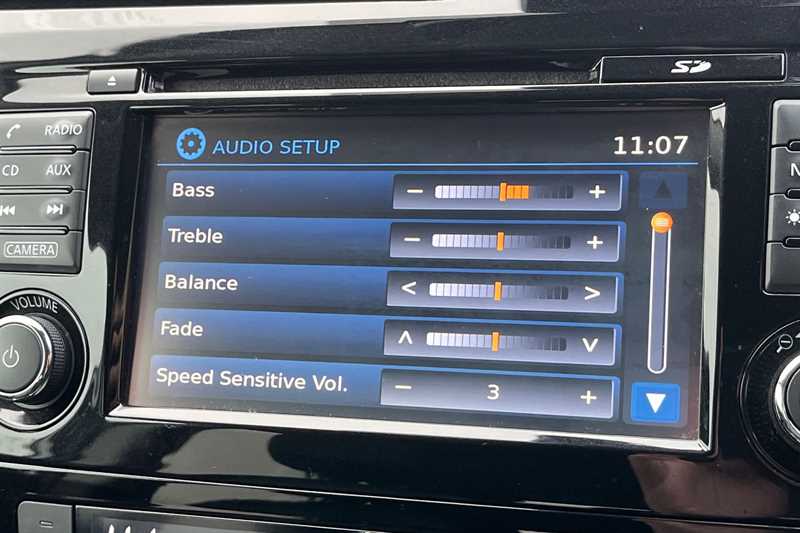 SD
RADIO
CD AUX
CAMERA
VOLUME
AUDIO SETUP 11:07
Bass - +
Treble - +
Balance < >
Fade
Speed Sensitive Vol. - 3 +